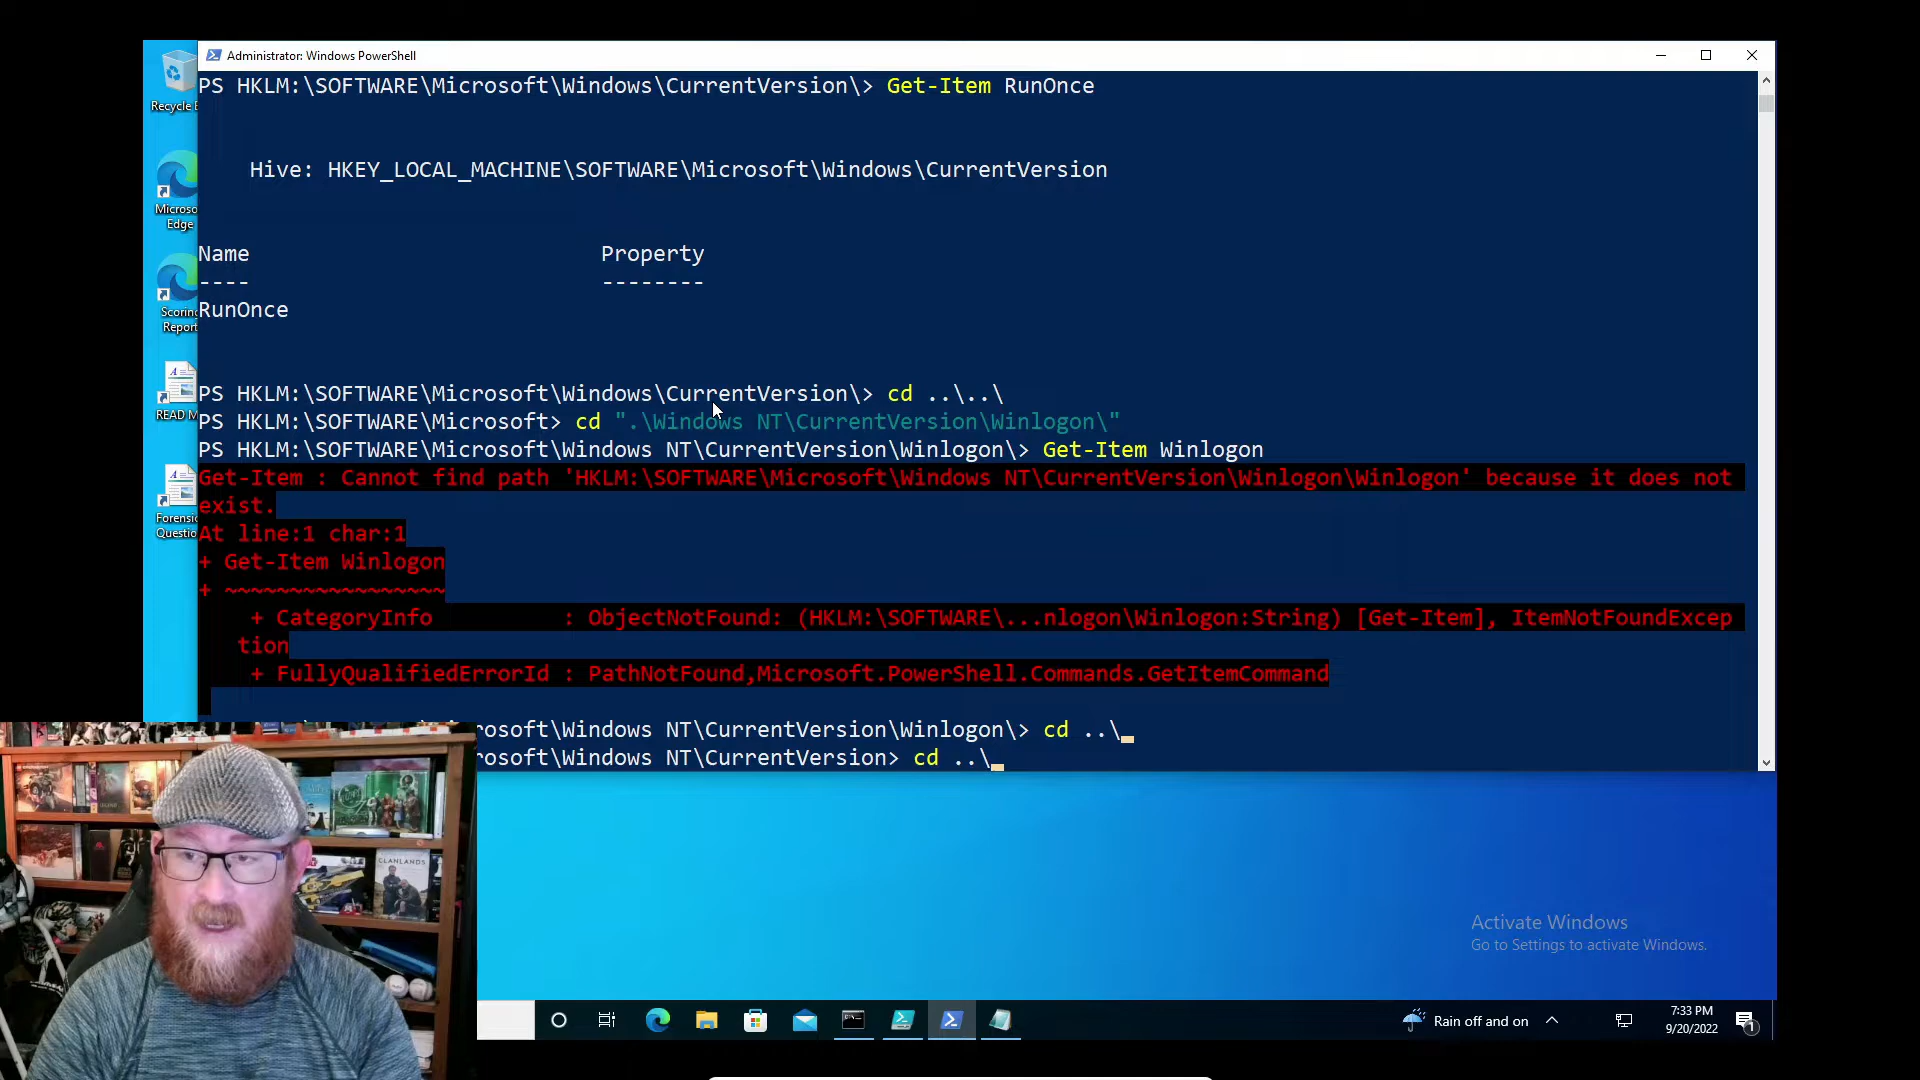 Administrator: Windows PowerShell
PS HKLM:\SOFTWARE\Microsoft\Windows\CurrentVersion\> Get-Item RunOnce
Hive: HKEY_LOCAL_MACHINE\SOFTWARE\Microsoft\Windows\CurrentVersion
Name Property
---- --------
RunOnce
PS HKLM:\SOFTWARE\Microsoft\Windows\CurrentVersion\> cd ..\..\
PS HKLM:\SOFTWARE\Microsoft> cd ".\Windows NT\CurrentVersion\Winlogon\"
PS HKLM:\SOFTWARE\Microsoft\Windows NT\CurrentVersion\Winlogon\> Get-Item Winlogon
Get-Item : Cannot find path 'HKLM:\SOFTWARE\Microsoft\Windows NT\CurrentVersion\Winlogon\Winlogon' because it does not
exist.
At line:1 char:1
+ Get-Item Winlogon
+ ~~~~~~~~~~~~~~~~~
+ CategoryInfo : ObjectNotFound: (HKLM:\SOFTWARE\...nlogon\Winlogon:String) [Get-Item], ItemNotFoundExcep
tion
+ FullyQualifiedErrorId : PathNotFound,Microsoft.PowerShell.Commands.GetItemCommand
rosoft\Windows NT\CurrentVersion\Winlogon\> cd ..\
rosoft\Windows NT\CurrentVersion> cd ..\
Recycle B
Microso
Edge
Scoring
Report
READ M
Forensi
Questio
CLANLANDS
Activate Windows
Go to Settings to activate Windows.
Rain off and on
7:33 PM
9/20/2022
1